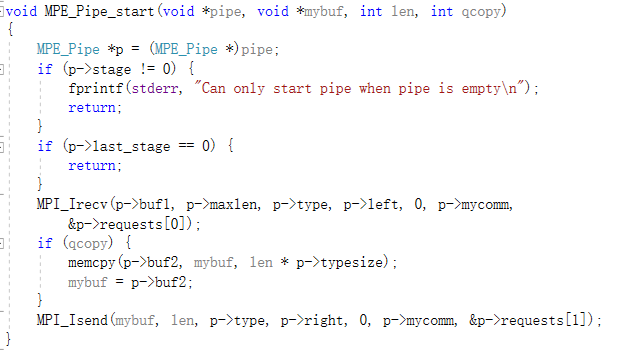 void MPE_Pipe_start(void *pipe, void *mybuf, int len, int qcopy)
{
    MPE_Pipe *p = (MPE_Pipe *)pipe;
    if (p->stage != 0) {
        fprintf(stderr, "Can only start pipe when pipe is empty\n");
        return;
    }
    if (p->last_stage == 0) {
        return;
    }
    MPI_Irecv(p->buf1, p->maxlen, p->type, p->left, 0, p->mycomm,
        &p->requests[0]);
    if (qcopy) {
        memcpy(p->buf2, mybuf, len * p->typesize);
        mybuf = p->buf2;
    }
    MPI_Isend(mybuf, len, p->type, p->right, 0, p->mycomm, &p->requests[1]);
}